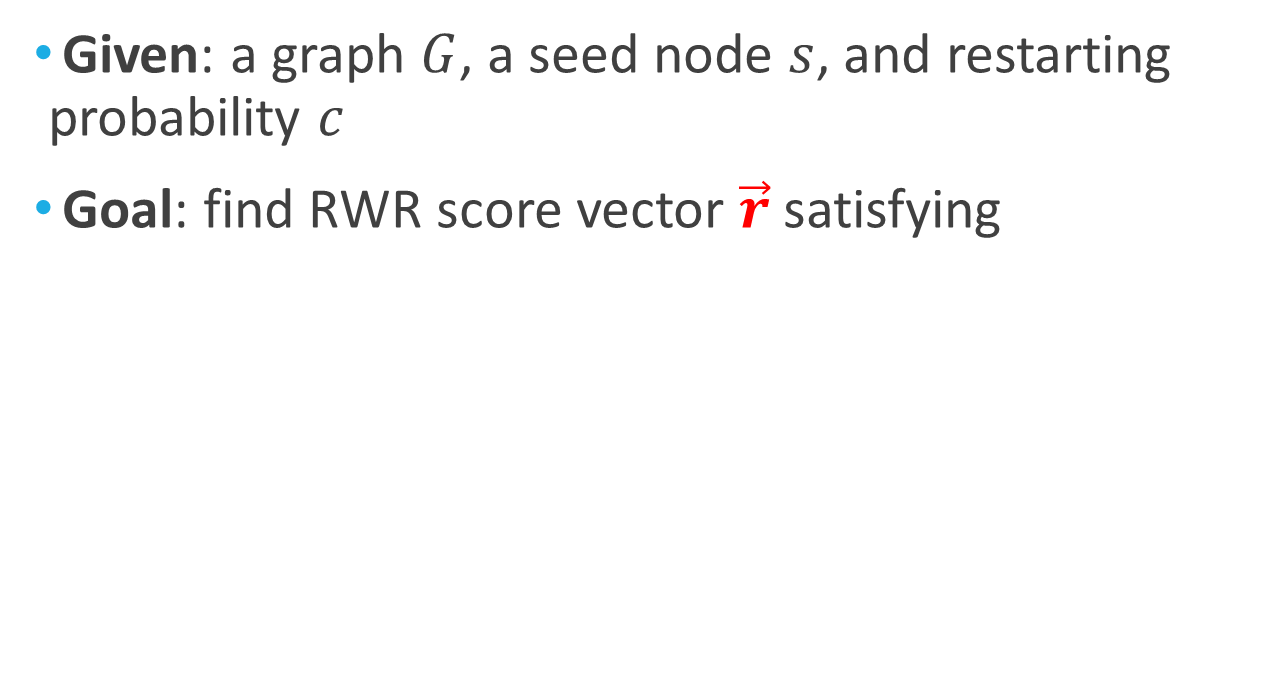 • Given: a graph G, a seed node s, and restarting
probability c
• Goal: find RWR score vector r⃗ satisfying